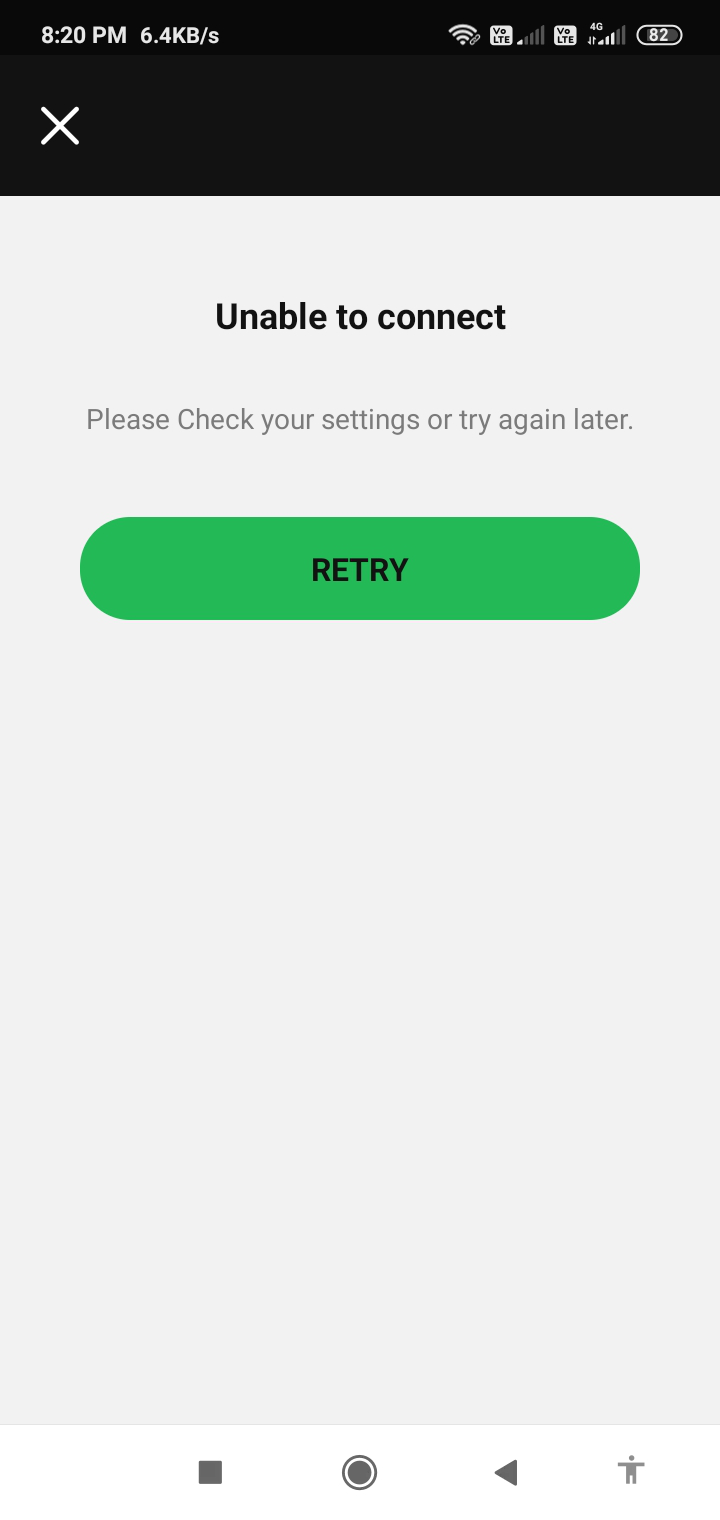 8:20 PM 6.4KB/s Vo LTE Vo LTE 4G 82
Unable to connect
Please Check your settings or try again later.
RETRY